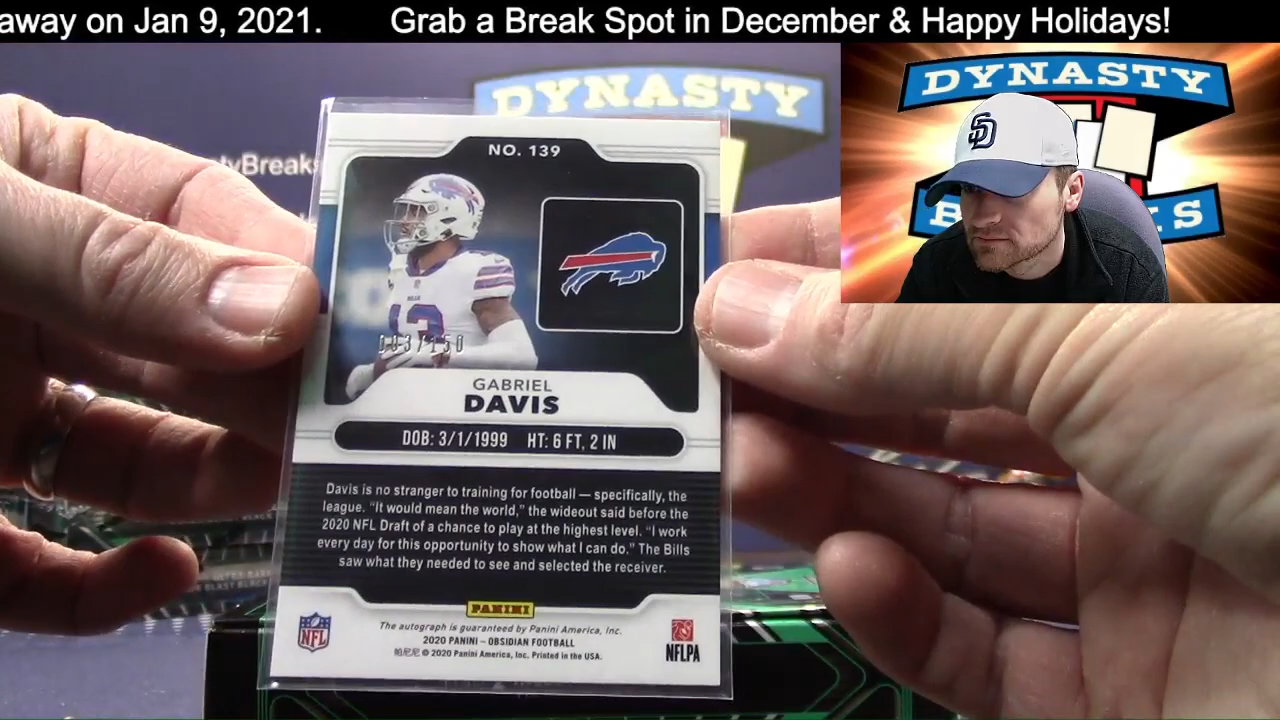 away on Jan 9, 2021. Grab a Break Spot in December & Happy Holidays!
DYNASTY
DYNASTY
SD
NO. 139
13
GABRIEL
DAVIS
DOB: 3/1/1999 HT: 6 FT, 2 IN
Davis is no stranger to training for football — specifically, the
league. "It would mean the world," the wideout said before the
2020 NFL Draft of a chance to play at the highest level. "I work
every day for this opportunity to show what I can do." The Bills
saw what they needed to see and selected the receiver.
PANINI
The autograph is guaranteed by Panini America, Inc.
2020 PANINI – OBSIDIAN FOOTBALL
帕尼尼 © 2020 Panini America, Inc. Printed in the USA.
NFL
NFLPA